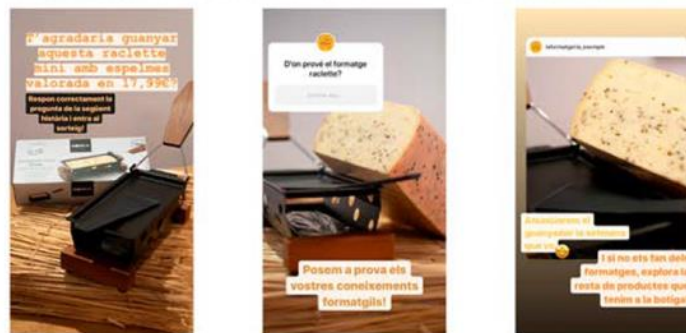 T'agradaria guanyar
aquesta raclette
mini amb espelmes
valorada en 17,99€?
Respon correctament la
pregunta de la següent
història i entra al
sorteig!
D'on prové el formatge
raclette?
Posem a prova els
vostres coneixements
formatgils!
Anunciarem el
guanyador la setmana
que ve
I si no ets fan dels
formatges, explora la
resta de productes que
tenim a la botiga!